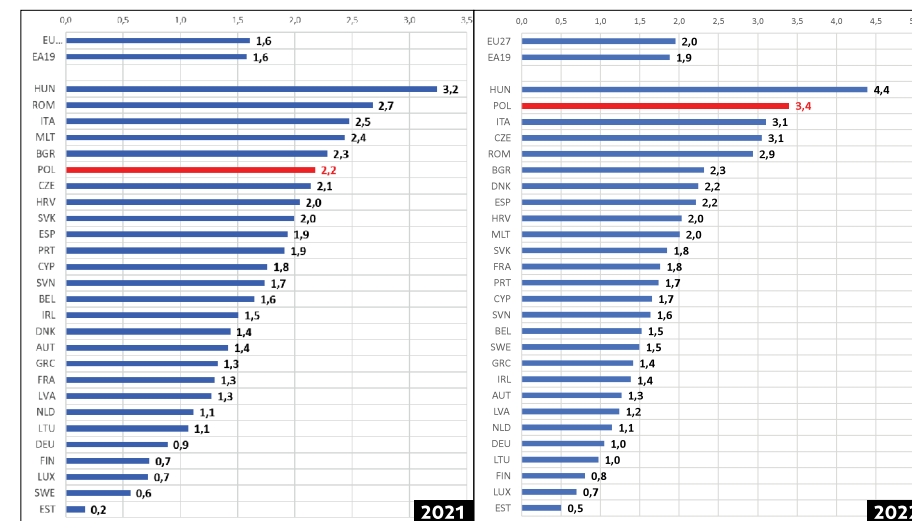 0,0 0,5 1,0 1,5 2,0 2,5 3,0 3,5
EU... 1,6
EA19 1,6
HUN 3,2
ROM 2,7
ITA 2,5
MLT 2,4
BGR 2,3
POL 2,2
CZE 2,1
HRV 2,0
SVK 2,0
ESP 1,9
PRT 1,9
CYP 1,8
SVN 1,7
BEL 1,6
IRL 1,5
DNK 1,4
AUT 1,4
GRC 1,3
FRA 1,3
LVA 1,3
NLD 1,1
LTU 1,1
DEU 0,9
FIN 0,7
LUX 0,7
SWE 0,6
EST 0,2
2021
0,0 0,5 1,0 1,5 2,0 2,5 3,0 3,5 4,0 4,5 5,
EU27 2,0
EA19 1,9
HUN 4,4
POL 3,4
ITA 3,1
CZE 3,1
ROM 2,9
BGR 2,3
DNK 2,2
ESP 2,2
HRV 2,0
MLT 2,0
SVK 1,8
FRA 1,8
PRT 1,7
CYP 1,7
SVN 1,6
BEL 1,5
SWE 1,5
GRC 1,4
IRL 1,4
AUT 1,3
LVA 1,2
NLD 1,1
DEU 1,0
LTU 1,0
FIN 0,8
LUX 0,7
EST 0,5
2022